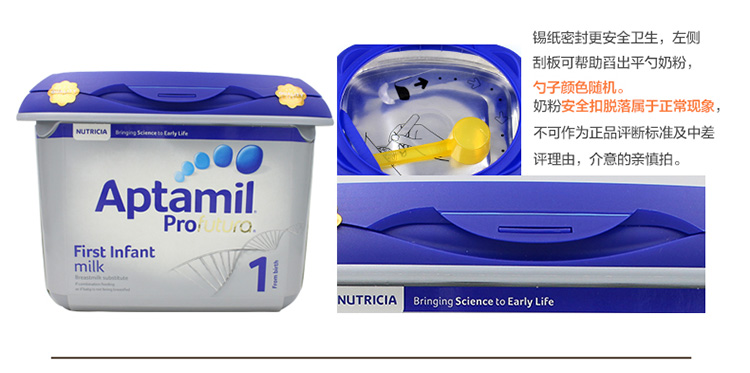 锡纸密封更安全卫生，左侧
刮板可帮助舀出平勺奶粉，
勺子颜色随机。
奶粉安全扣脱落属于正常现象，
不可作为正品评断标准及中差
评理由，介意的亲慎拍。
NUTRICIA Bringing Science to Early Life
Aptamil
Profutura
First Infant
milk
Breastmilk substitute
1
From birth
NUTRICIA Bringing Science to Early Life